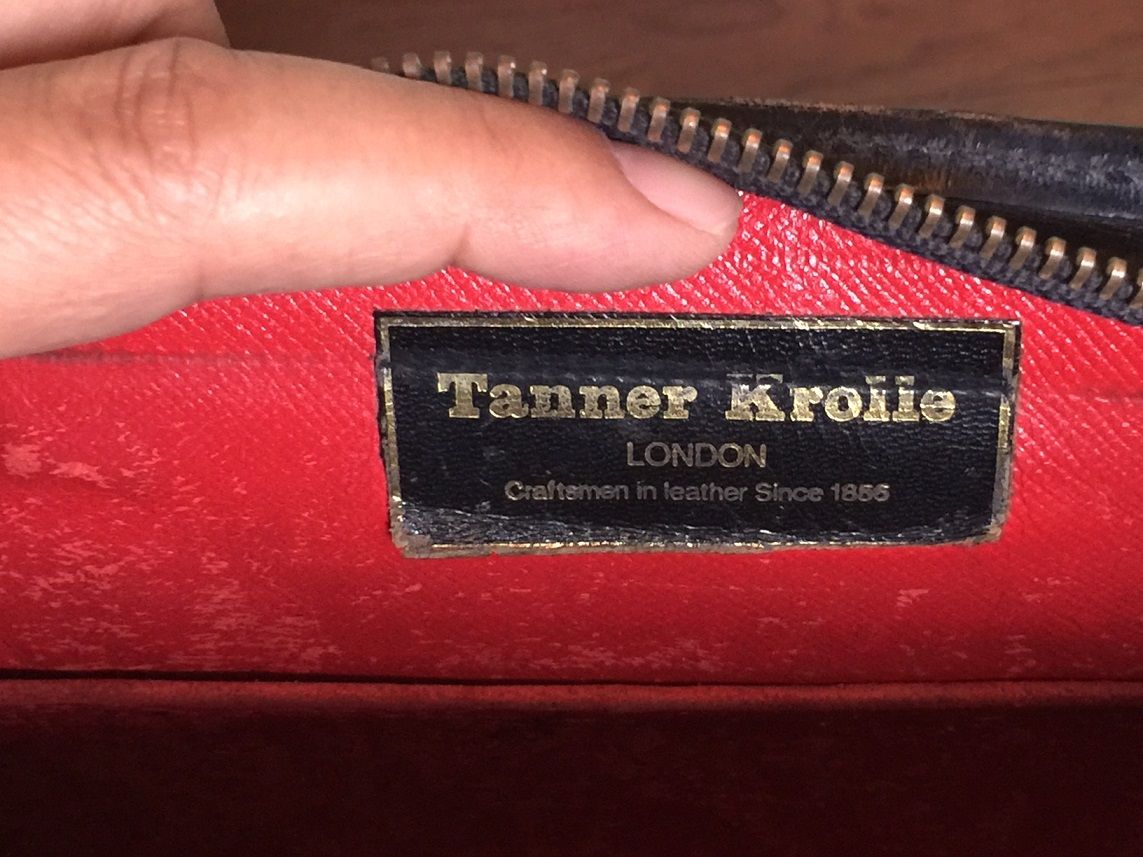 Tanner Krolle
LONDON
Craftsmen in leather Since 1856